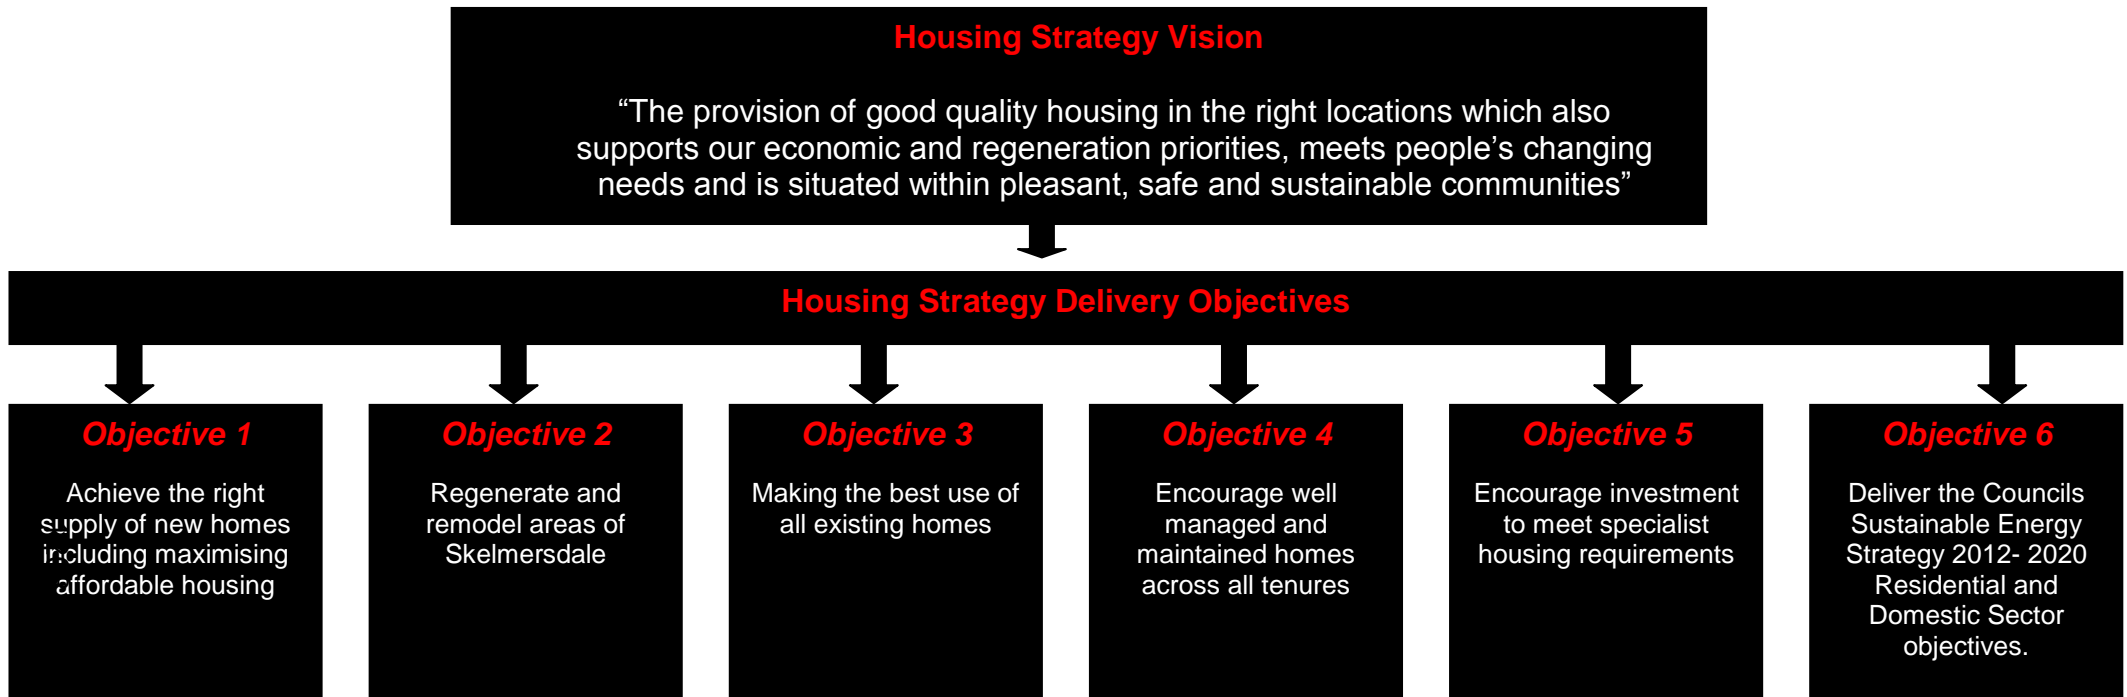 Housing Strategy Vision
“The provision of good quality housing in the right locations which also
supports our economic and regeneration priorities, meets people’s changing
needs and is situated within pleasant, safe and sustainable communities”
Housing Strategy Delivery Objectives
Objective 1
Achieve the right
supply of new homes
including maximising
affordable housing
Objective 2
Regenerate and
remodel areas of
Skelmersdale
Objective 3
Making the best use of
all existing homes
Objective 4
Encourage well
managed and
maintained homes
across all tenures
Objective 5
Encourage investment
to meet specialist
housing requirements
Objective 6
Deliver the Councils
Sustainable Energy
Strategy 2012- 2020
Residential and
Domestic Sector
objectives.